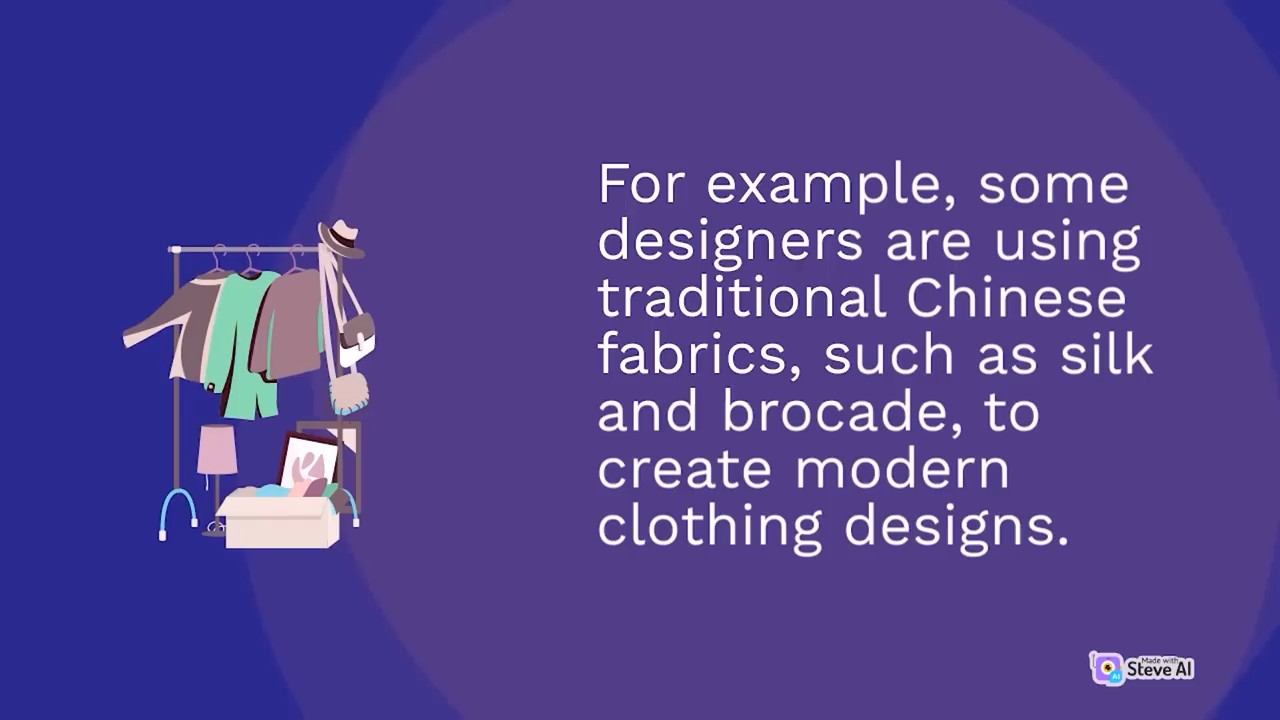 For example, some
designers are using
traditional Chinese
fabrics, such as silk
and brocade, to
create modern
clothing designs.
Made with
Steve AI
AI